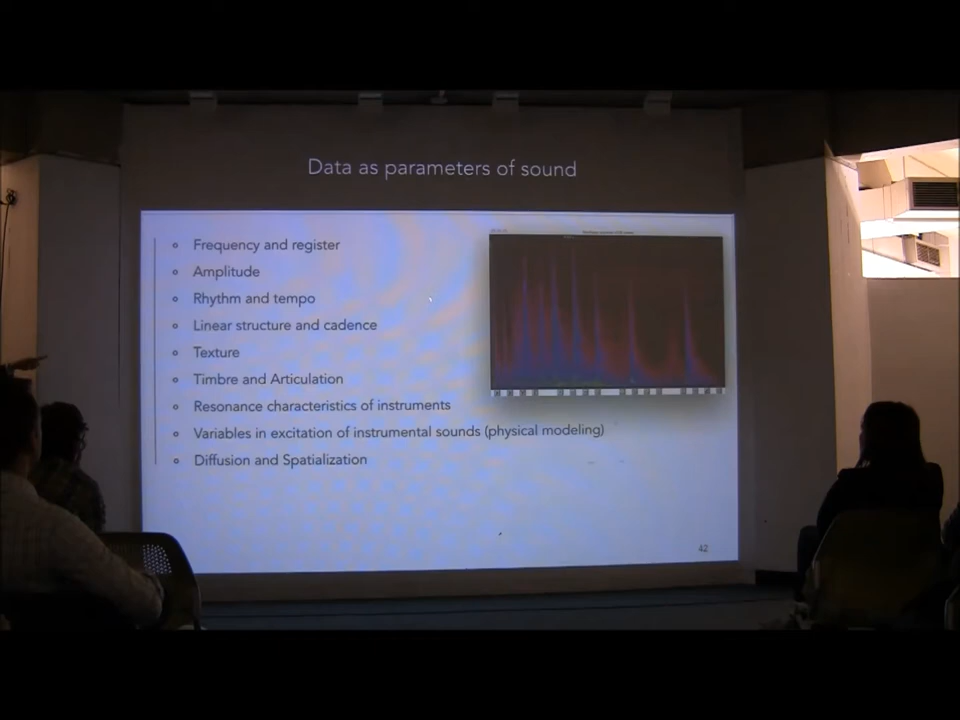 Data as parameters of sound
Frequency and register
Amplitude
Rhythm and tempo
Linear structure and cadence
Texture
Timbre and Articulation
Resonance characteristics of instruments
Variables in excitation of instrumental sounds (physical modeling)
Diffusion and Spatialization
42